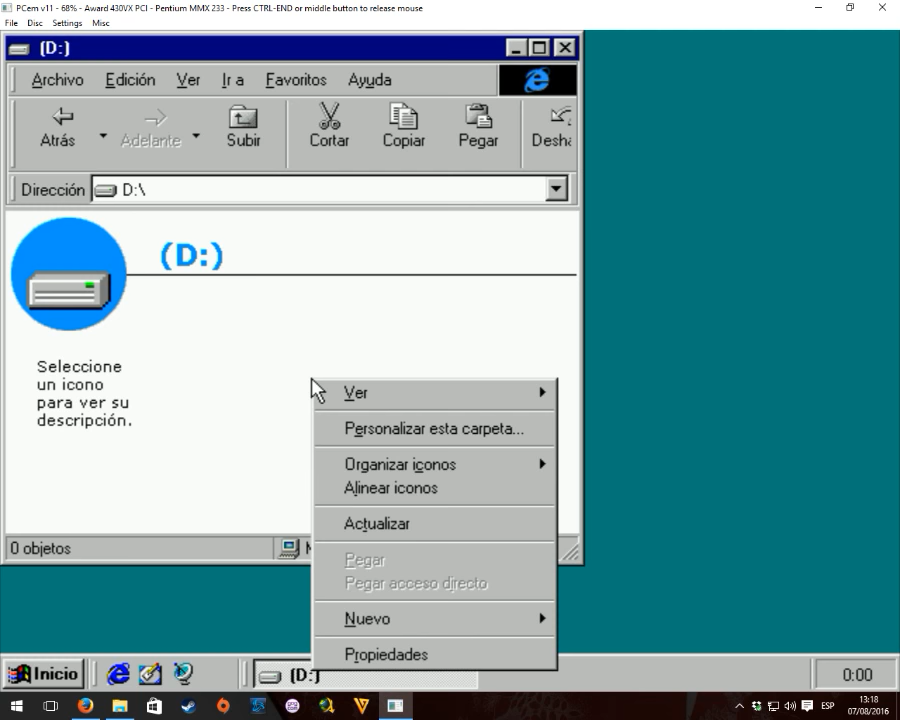 PCem v11 - 68% - Award 430VX PCI - Pentium MMX 233 - Press CTRL-END or middle button to release mouse
File Disc Settings Misc
(D:)
Archivo Edición Ver Ir a Favoritos Ayuda
Atrás Adelante Subir Cortar Copiar Pegar Desha
Dirección D:\
(D:)
Seleccione
un icono
para ver su
descripción.
Ver
Personalizar esta carpeta...
Organizar iconos
Alinear iconos
Actualizar
Pegar
Pegar acceso directo
Nuevo
Propiedades
0 objetos
Inicio (D:) 0:00
ESP 13:18
07/08/2016